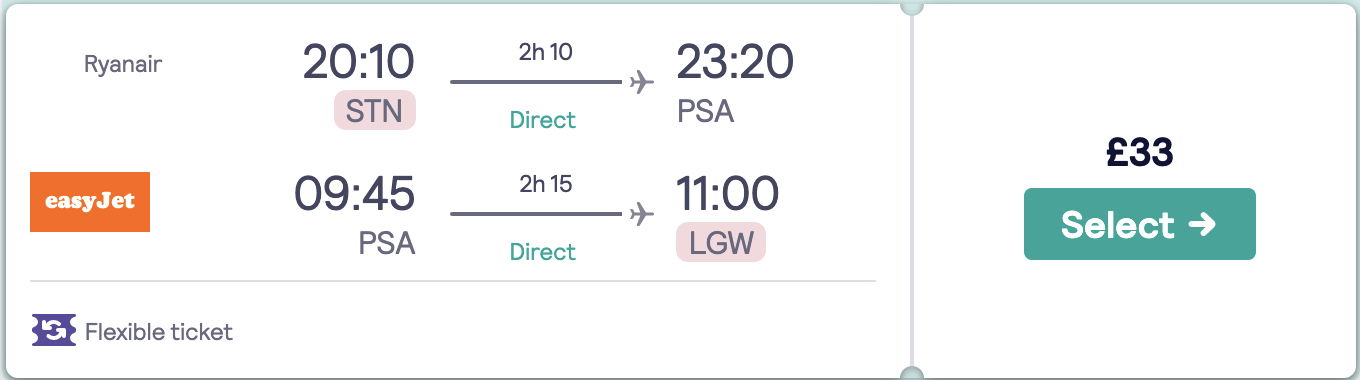 Ryanair
20:10
2h 10
23:20
STN
Direct
PSA
easyJet
09:45
2h 15
11:00
PSA
Direct
LGW
Flexible ticket
£33
Select →